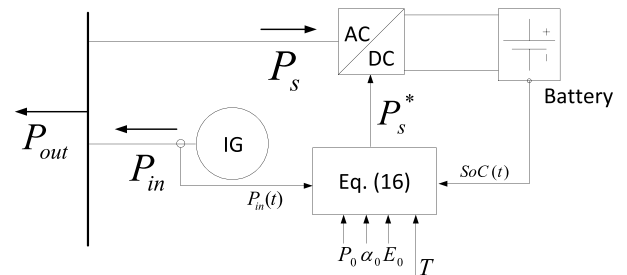 AC
DC
+
-
P_s
Battery
P_s^*
P_out
P_in
IG
Eq. (16)
SoC(t)
P_in(t)
P_0 α_0 E_0
T